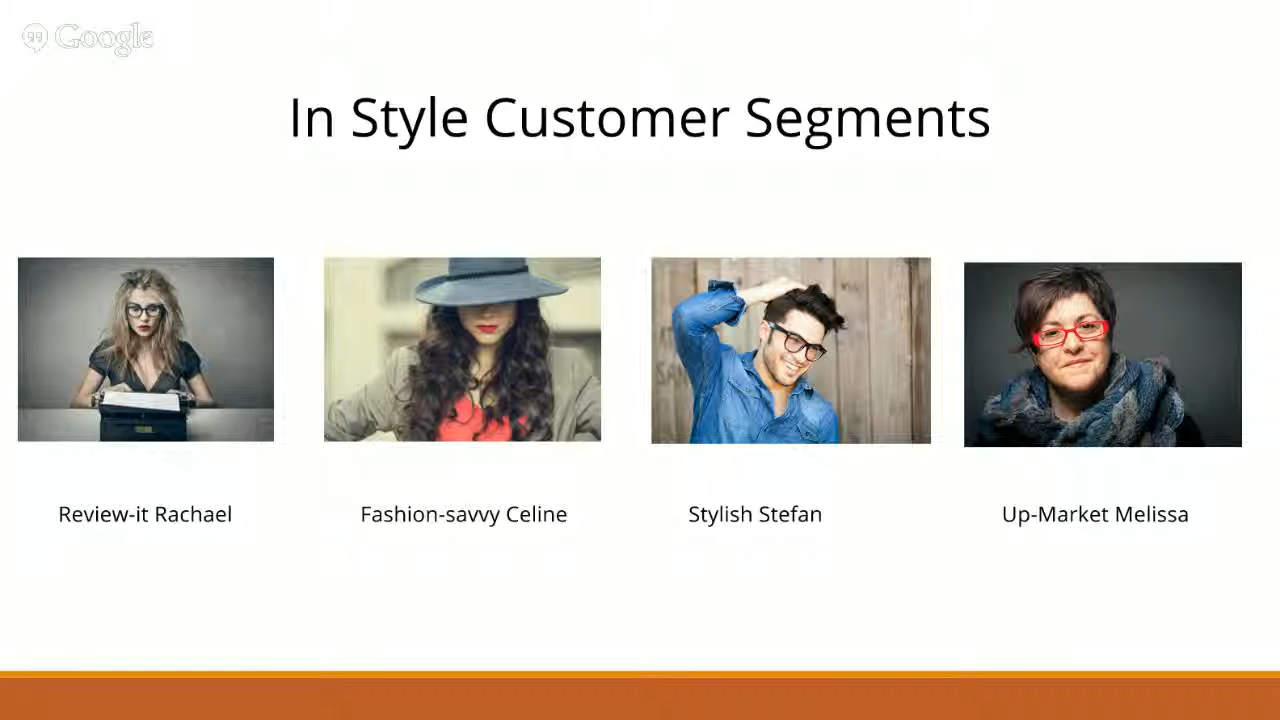 Google
In Style Customer Segments
Review-it Rachael
Fashion-savvy Celine
Stylish Stefan
Up-Market Melissa